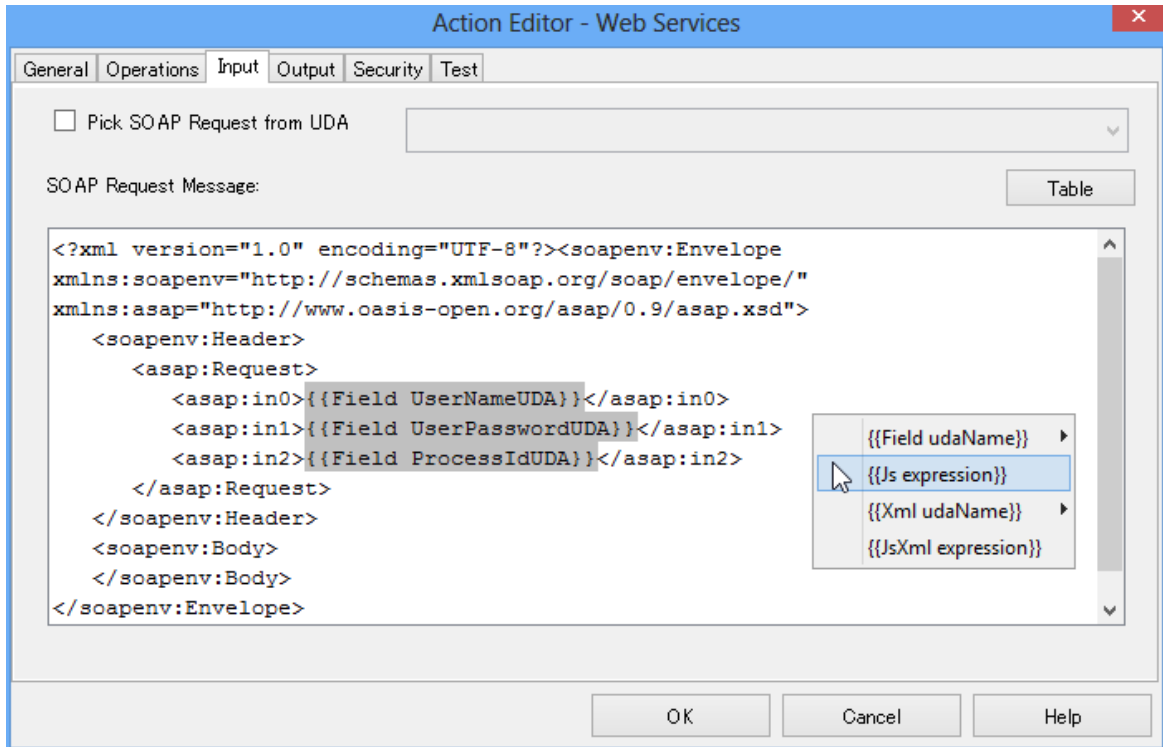 Action Editor - Web Services
General Operations Input Output Security Test
Pick SOAP Request from UDA
SOAP Request Message:
Table
<?xml version="1.0" encoding="UTF-8"?><soapenv:Envelope
xmlns:soapenv="http://schemas.xmlsoap.org/soap/envelope/"
xmlns:asap="http://www.oasis-open.org/asap/0.9/asap.xsd">
<soapenv:Header>
<asap:Request>
<asap:in0>{{Field UserNameUDA}}</asap:in0>
<asap:in1>{{Field UserPasswordUDA}}</asap:in1>
<asap:in2>{{Field ProcessIdUDA}}</asap:in2>
</asap:Request>
</soapenv:Header>
<soapenv:Body>
</soapenv:Body>
</soapenv:Envelope>
{{Field udaName}}
{{Js expression}}
{{Xml udaName}}
{{JsXml expression}}
OK Cancel Help